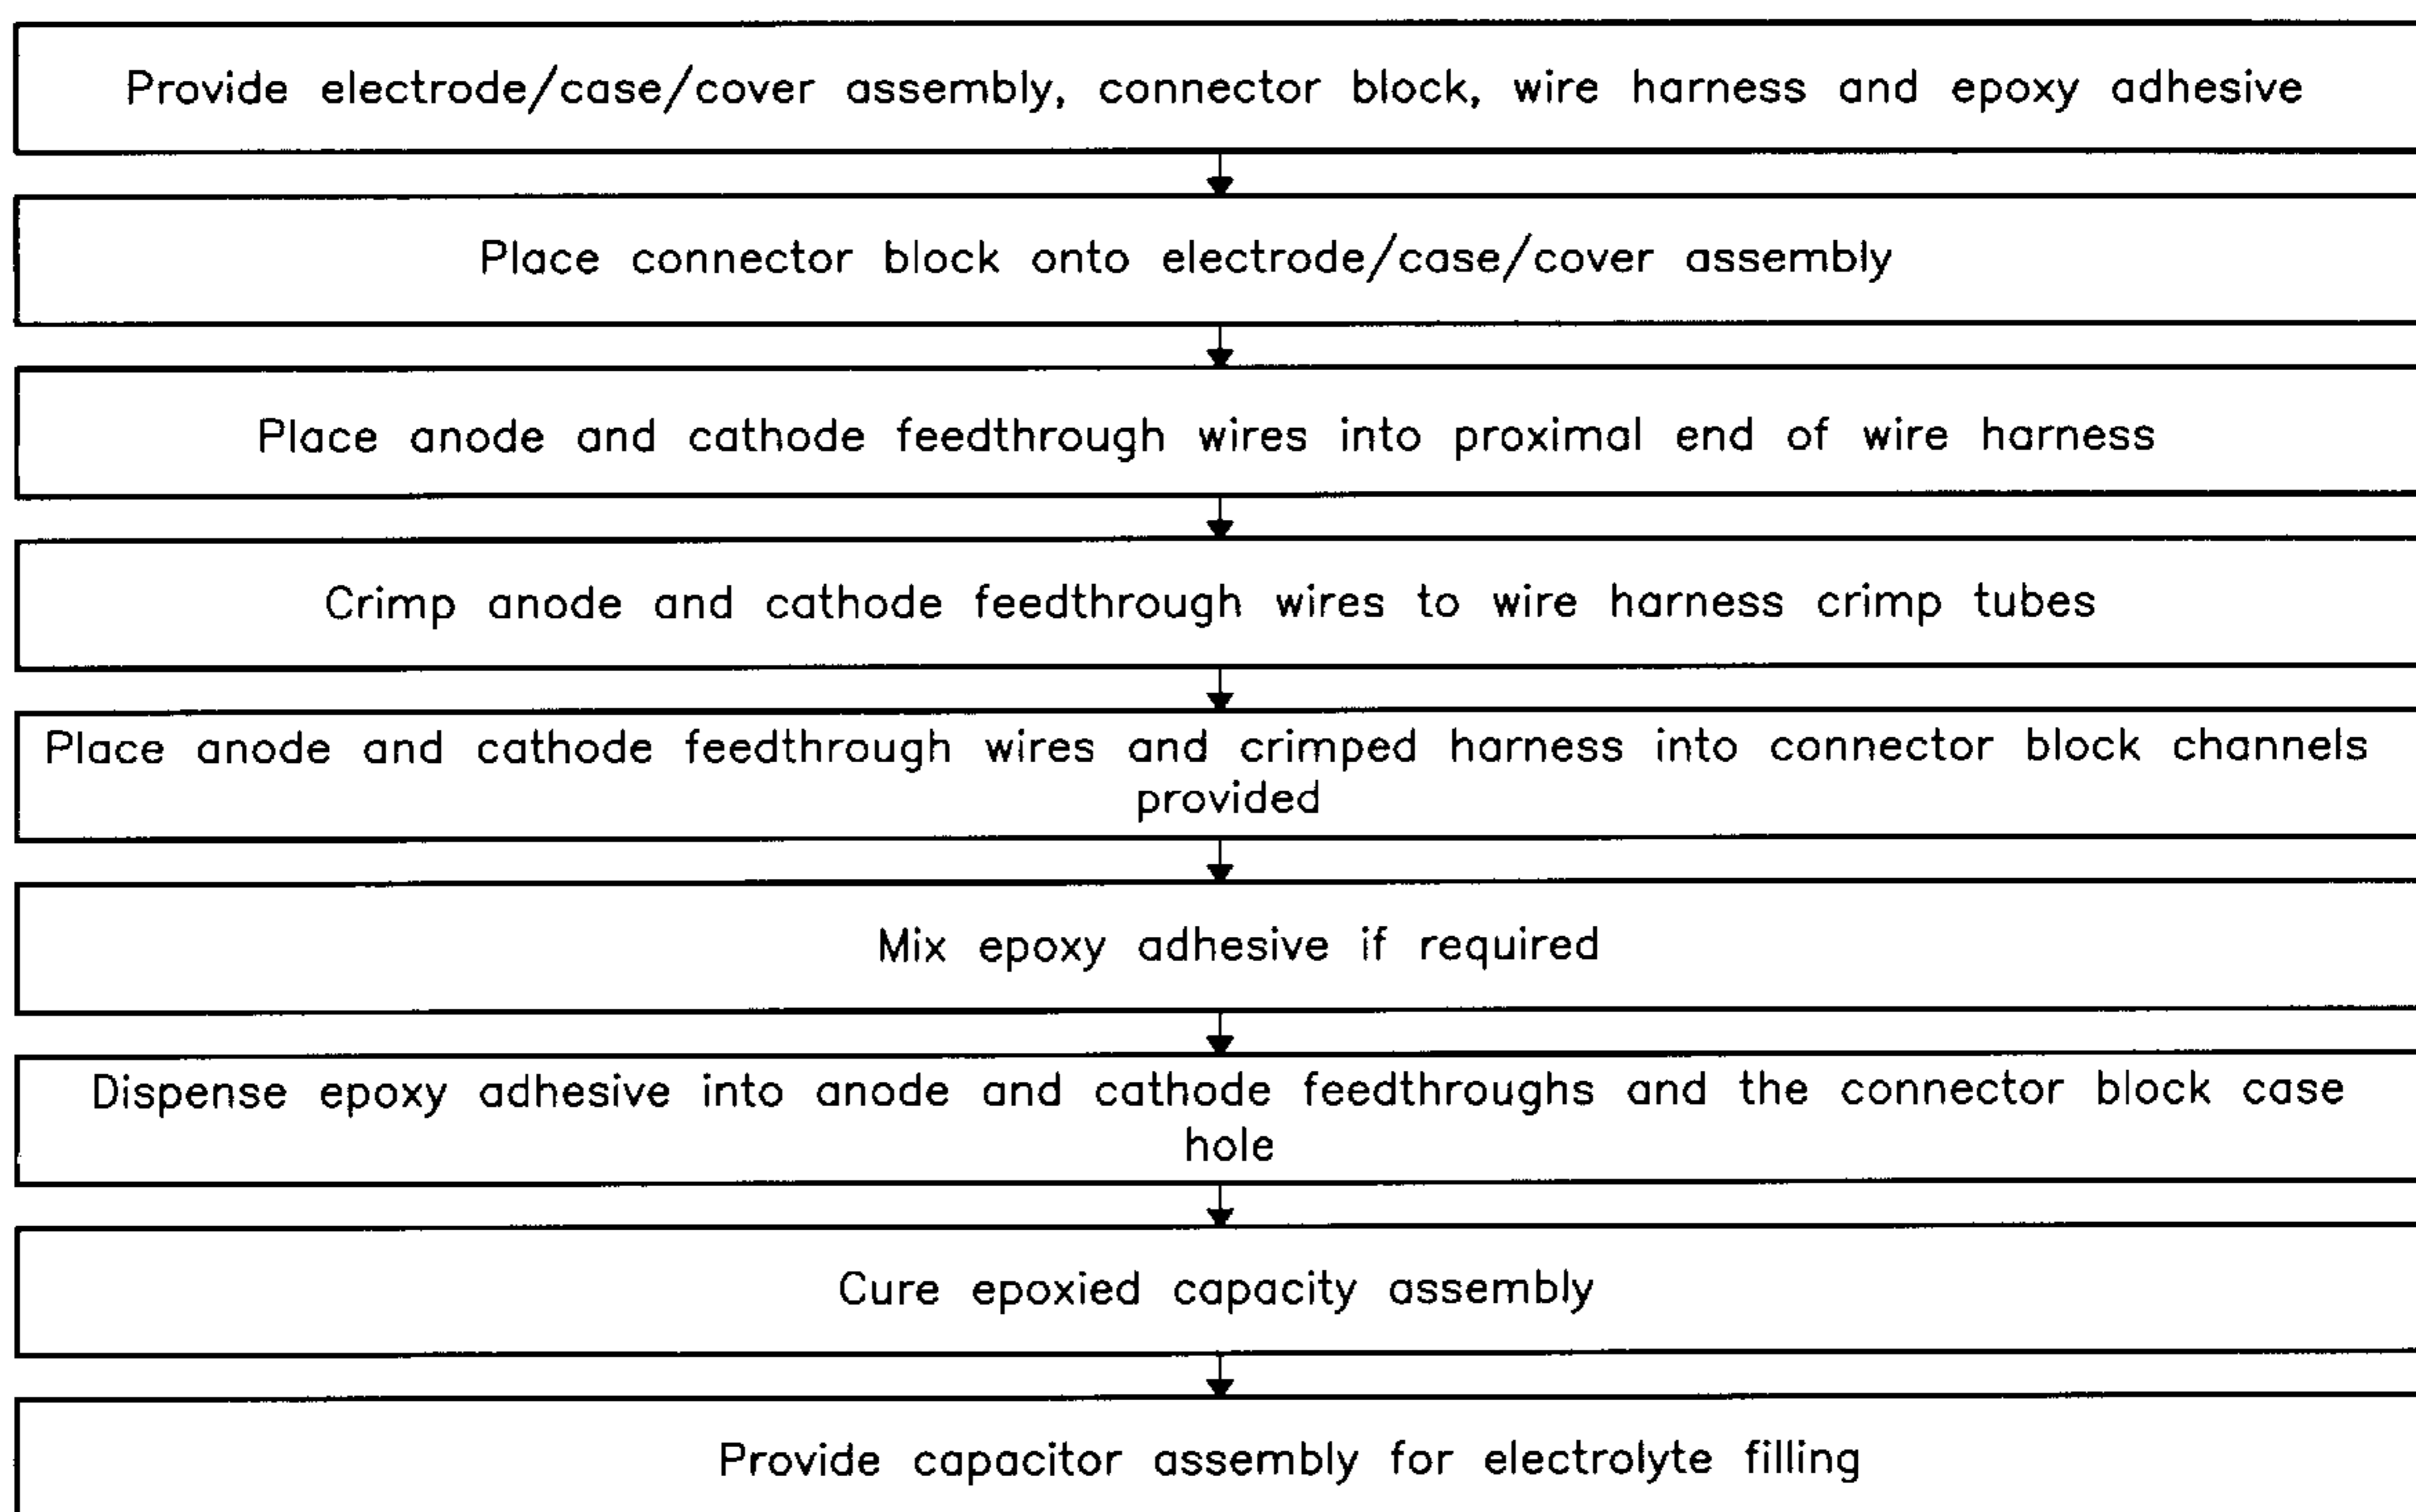 Provide electrode/case/cover assembly, connector block, wire harness and epoxy adhesive
Place connector block onto electrode/case/cover assembly
Place anode and cathode feedthrough wires into proximal end of wire harness
Crimp anode and cathode feedthrough wires to wire harness crimp tubes
Place anode and cathode feedthrough wires and crimped harness into connector block channels
provided
Mix epoxy adhesive if required
Dispense epoxy adhesive into anode and cathode feedthroughs and the connector block case
hole
Cure epoxied capacity assembly
Provide capacitor assembly for electrolyte filling